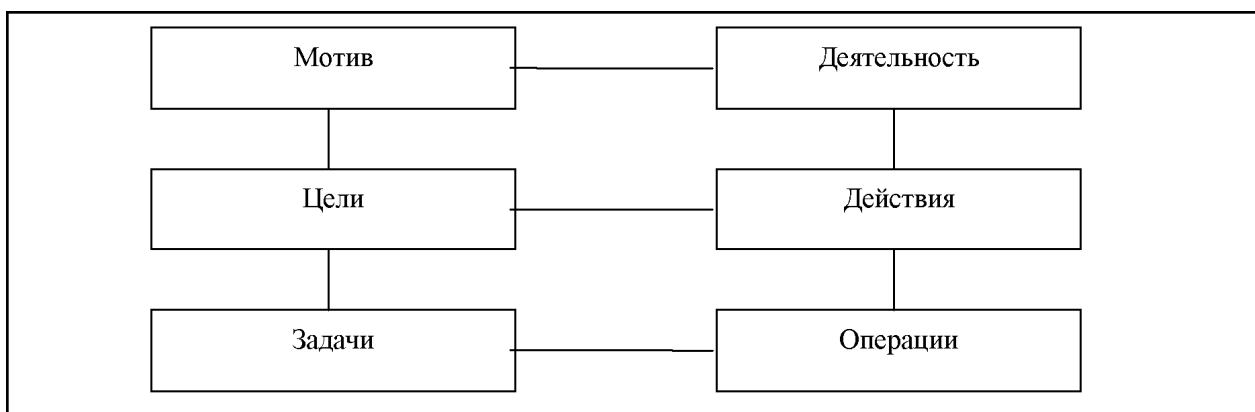 Мотив
Деятельность
Цели
Действия
Задачи
Операции